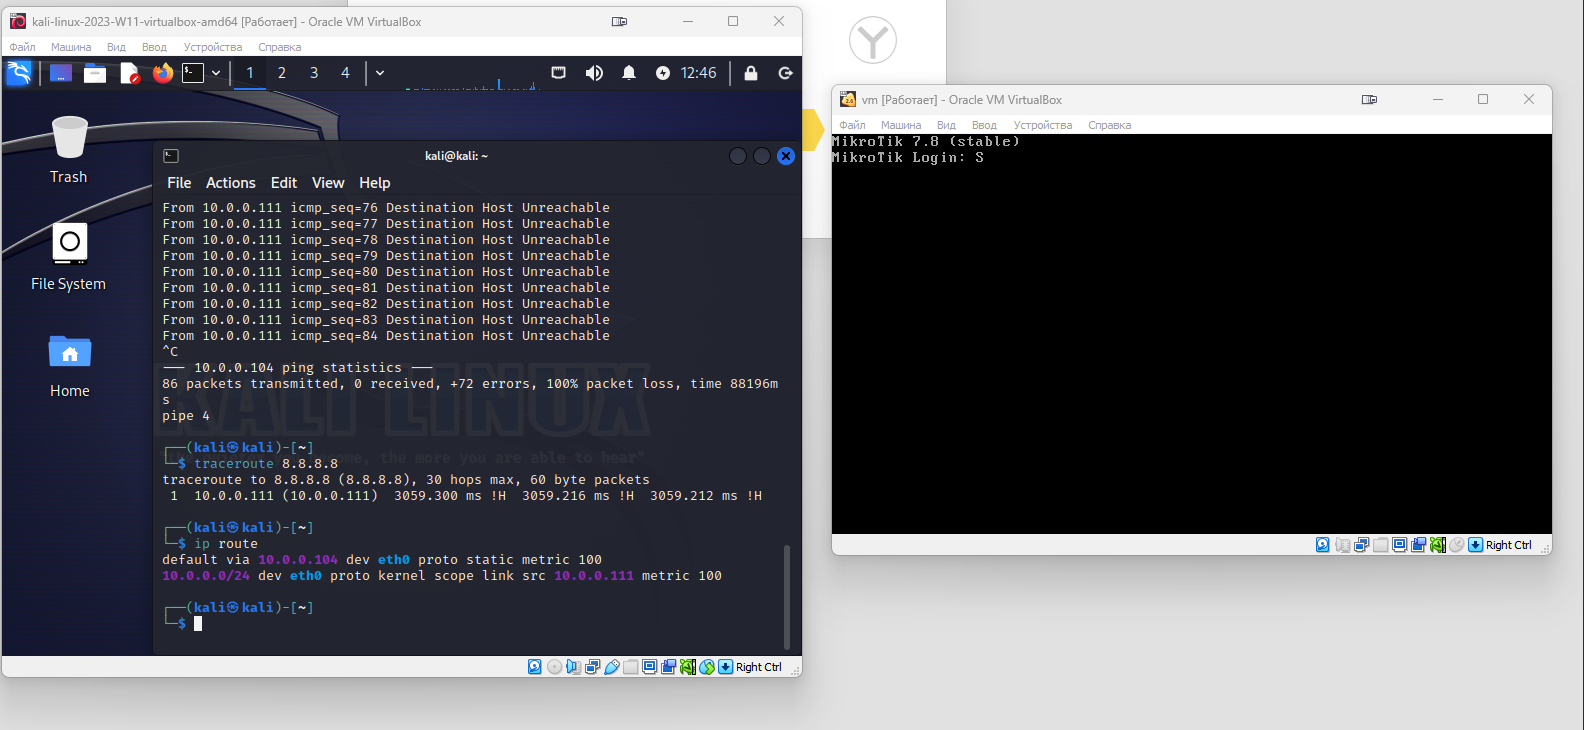 kali-linux-2023-W11-virtualbox-amd64 [Работает] - Oracle VM VirtualBox
Файл Машина Вид Ввод Устройства Справка
1 2 3 4 12:46
Trash
File System
Home
kali@kali: ~
File Actions Edit View Help
From 10.0.0.111 icmp_seq=76 Destination Host Unreachable
From 10.0.0.111 icmp_seq=77 Destination Host Unreachable
From 10.0.0.111 icmp_seq=78 Destination Host Unreachable
From 10.0.0.111 icmp_seq=79 Destination Host Unreachable
From 10.0.0.111 icmp_seq=80 Destination Host Unreachable
From 10.0.0.111 icmp_seq=81 Destination Host Unreachable
From 10.0.0.111 icmp_seq=82 Destination Host Unreachable
From 10.0.0.111 icmp_seq=83 Destination Host Unreachable
From 10.0.0.111 icmp_seq=84 Destination Host Unreachable
^C
--- 10.0.0.104 ping statistics ---
86 packets transmitted, 0 received, +72 errors, 100% packet loss, time 88196m
s
pipe 4
┌──(kali㉿kali)-[~]
└─$ traceroute 8.8.8.8
traceroute to 8.8.8.8 (8.8.8.8), 30 hops max, 60 byte packets
1 10.0.0.111 (10.0.0.111) 3059.300 ms !H 3059.216 ms !H 3059.212 ms !H
┌──(kali㉿kali)-[~]
└─$ ip route
default via 10.0.0.104 dev eth0 proto static metric 100
10.0.0.0/24 dev eth0 proto kernel scope link src 10.0.0.111 metric 100
┌──(kali㉿kali)-[~]
└─$
KALI LINUX
the more you are able to hear"
Right Ctrl
vm [Работает] - Oracle VM VirtualBox
Файл Машина Вид Ввод Устройства Справка
MikroTik 7.8 (stable)
MikroTik Login: S
Right Ctrl